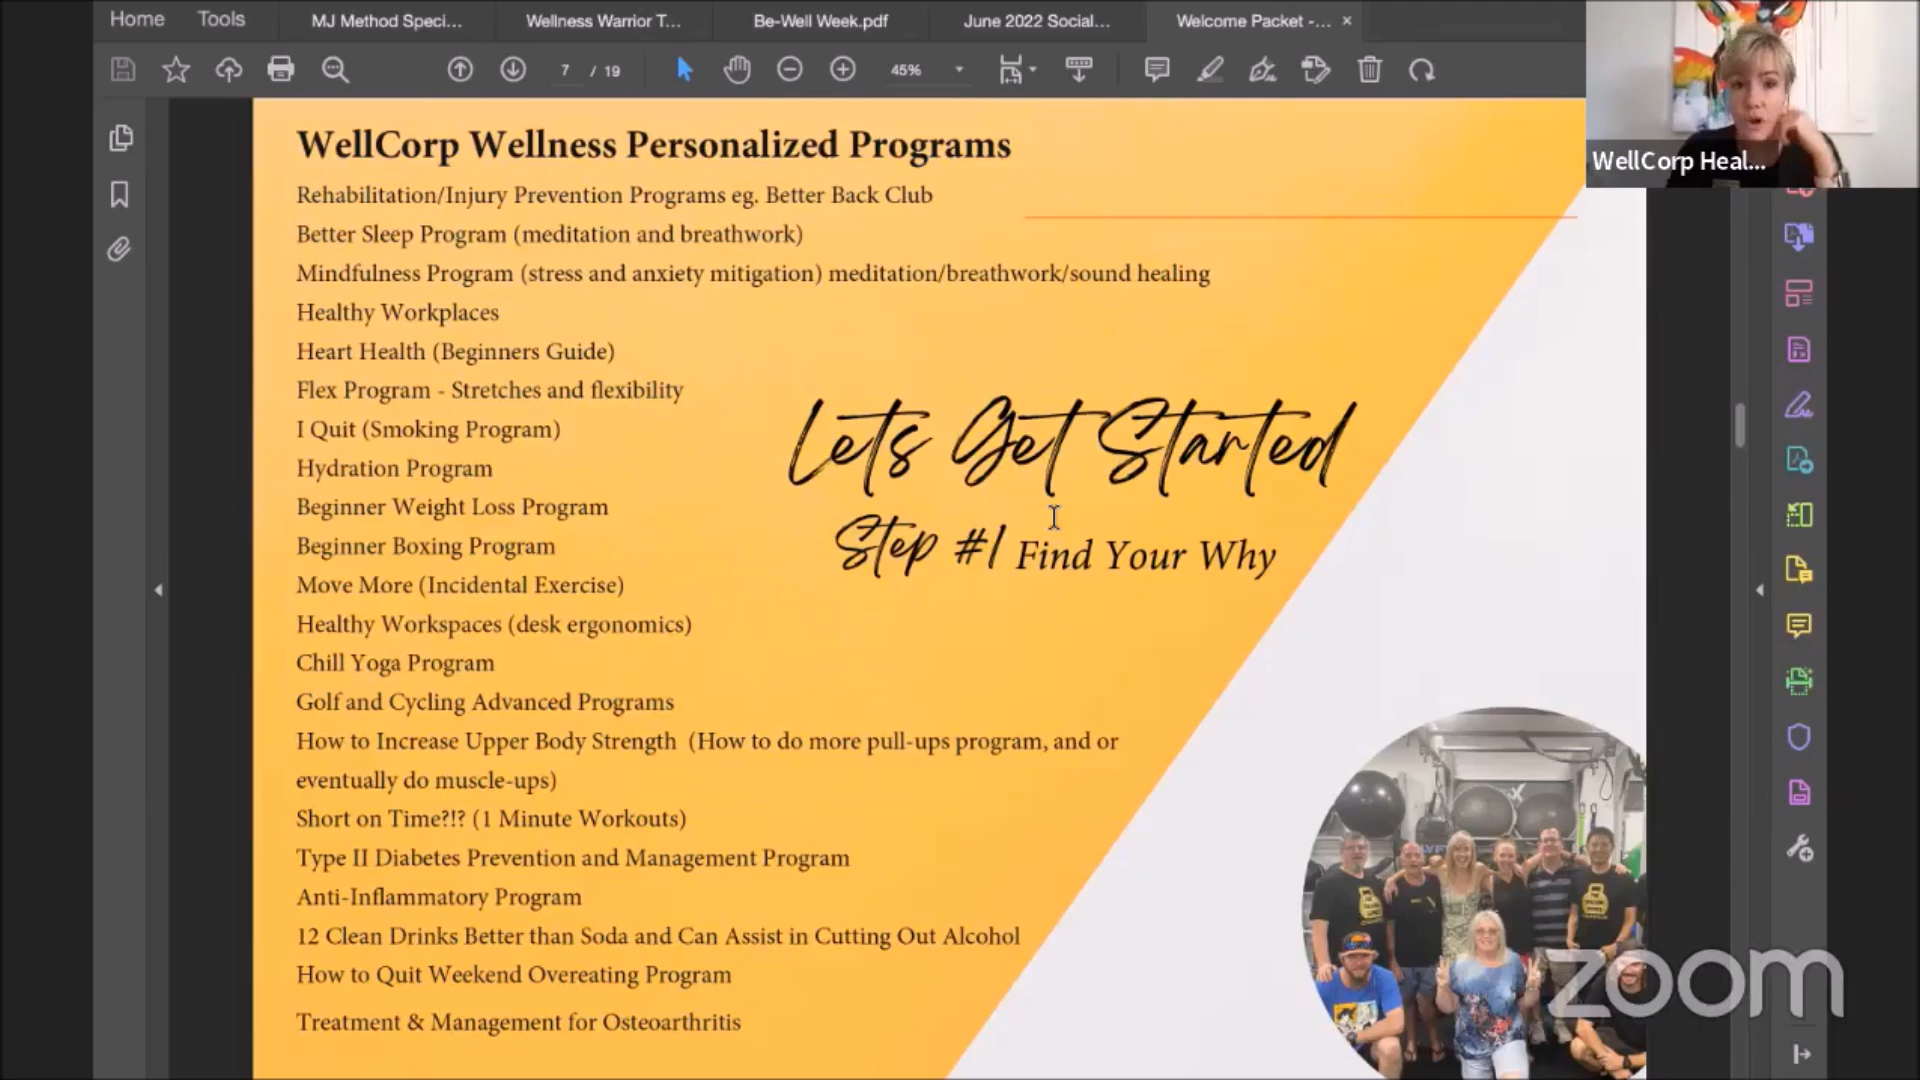 Home
Tools
MJ Method Speci...
Wellness Warrior T...
Be-Well Week.pdf
June 2022 Social...
Welcome Packet -... ×
7 / 19
45%
WellCorp Heal...
WellCorp Wellness Personalized Programs
Rehabilitation/Injury Prevention Programs eg. Better Back Club
Better Sleep Program (meditation and breathwork)
Mindfulness Program (stress and anxiety mitigation) meditation/breathwork/sound healing
Healthy Workplaces
Heart Health (Beginners Guide)
Flex Program - Stretches and flexibility
I Quit (Smoking Program)
Hydration Program
Beginner Weight Loss Program
Beginner Boxing Program
Move More (Incidental Exercise)
Healthy Workspaces (desk ergonomics)
Chill Yoga Program
Golf and Cycling Advanced Programs
How to Increase Upper Body Strength (How to do more pull-ups program, and or
eventually do muscle-ups)
Short on Time?!? (1 Minute Workouts)
Type II Diabetes Prevention and Management Program
Anti-Inflammatory Program
12 Clean Drinks Better than Soda and Can Assist in Cutting Out Alcohol
How to Quit Weekend Overeating Program
Treatment & Management for Osteoarthritis
Lets Get Started
Step #1 Find Your Why
zoom